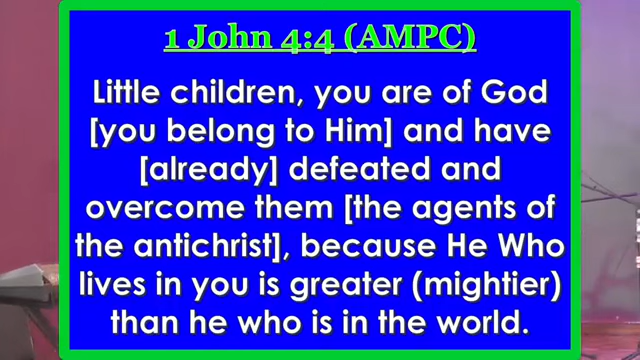 1 John 4:4 (AMPC)
Little children, you are of God
[you belong to Him] and have
[already] defeated and
overcome them [the agents of
the antichrist], because He Who
lives in you is greater (mightier)
than he who is in the world.